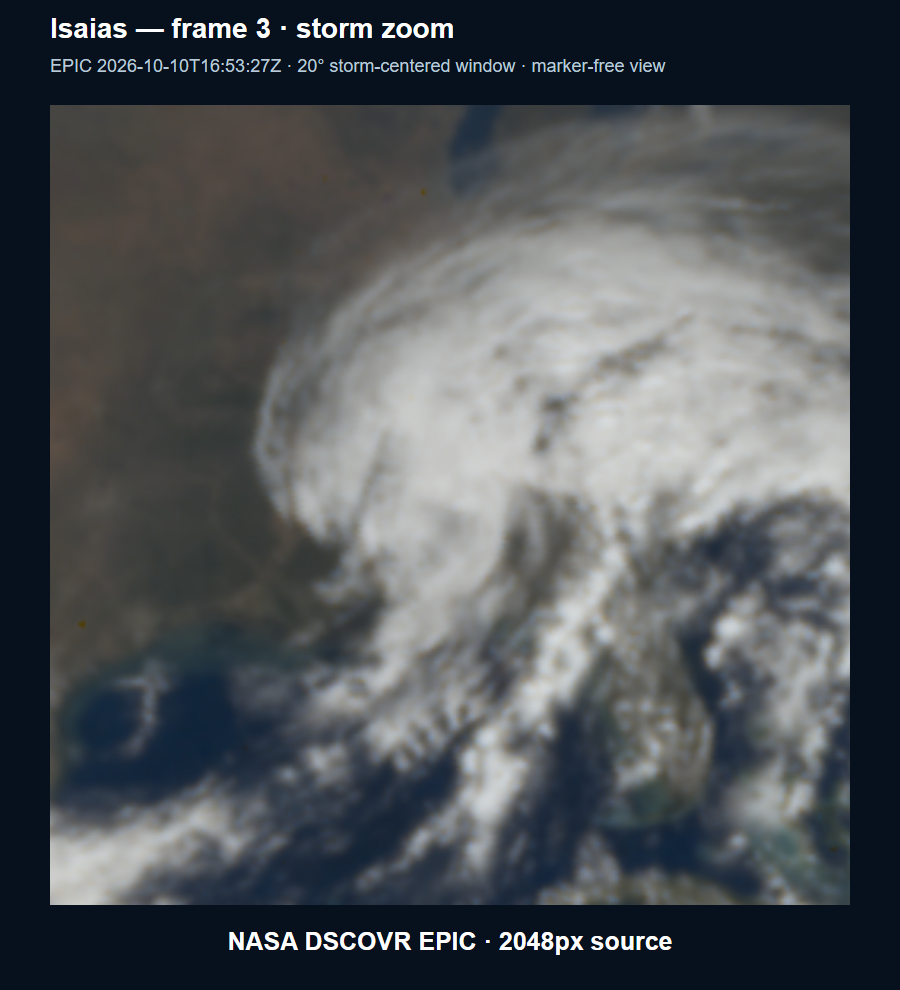 Isaias — frame 3 · storm zoom
EPIC 2026-10-10T16:53:27Z · 20° storm-centered window · marker-free view
NASA DSCOVR EPIC · 2048px source